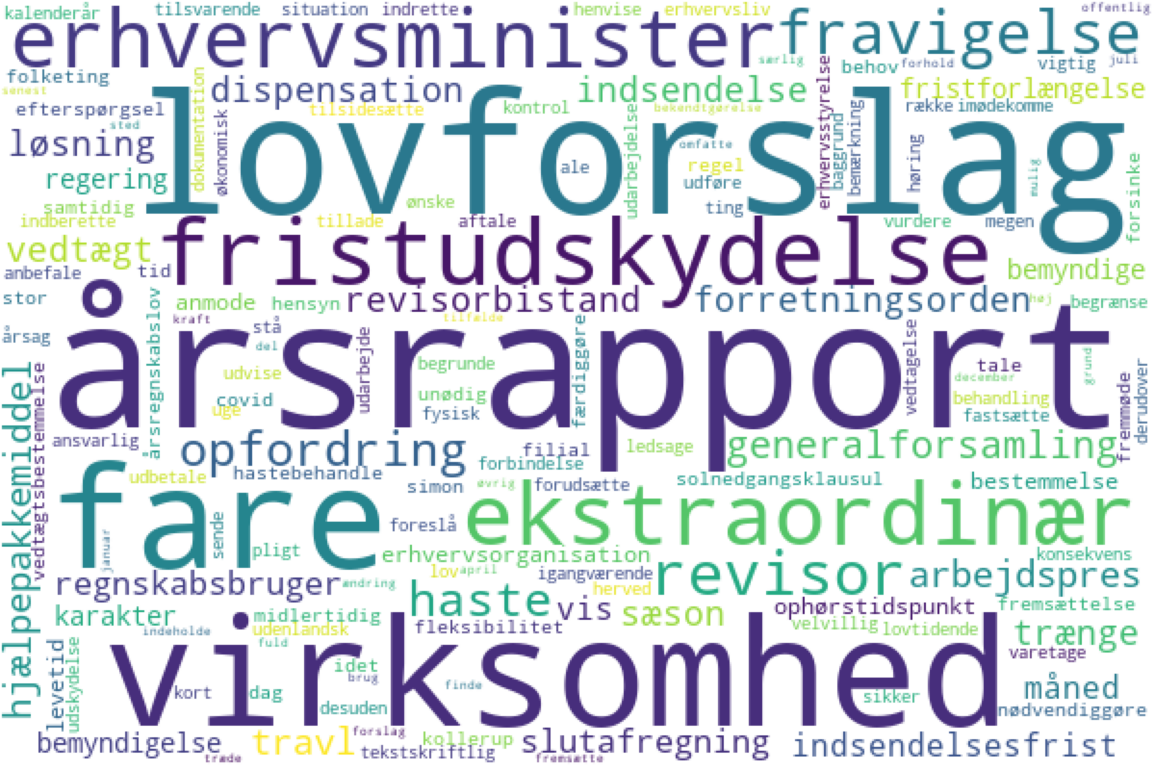 kalenderår tilsvarende situation indrette henvise erhvervsliv offentlig
erhvervsminister fravigelse
særlig behov forhold vigtig juli
folketing senest dispensation indsendelse fristforlængelse
efterspørgsel sted dokumentation økonomisk tilsidesætte kontrol bekendtgørelse række imødekomme
løsning lovforslag
udarbejdelse omfatte ale regel udføre erhvervsstyrelse baggrund bemærkning høring mulig forsinke
regering samtidig ønske ting
indberette tillade aftale vurdere megen
vedtægt fristudskydelse bemyndige
anbefale tid
stor anmode hensyn revisorbistand forretningsorden høj begrænse
årsag årsregnskabslov kraft stå tilfælde færdiggøre
årsrapport
del udarbejde begrunde vedtagelse tale grund december
udvise covid uge unødig fysisk behandling fastsætte fremmøde derudover
ansvarlig opfordring filial ledsage generalforsamling
hjælpepakkemiddel vedtægtsbestemmelse udbetale hastebehandle forbindelse
simon øvrig forudsætte solnedgangsklausul bestemmelse
fare ekstraordinær
januar sende pligt foreslå
erhvervsorganisation konsekvens
regnskabsbruger andring lov april igangværende herved revisor arbejdspres
karakter midlertidig haste vis sæson ophørstidspunkt fremsættelse
indeholde udenlandsk fleksibilitet velvillig lovtidende trænge
levetid udskydelse fuld virksomhed varetage
idet brug
kort dag finde sikker måned
desuden nødvendiggøre
bemyndigelse travl forslag kollerup slutafregning indsendelsesfrist
træde tekstskriftlig fremsætte